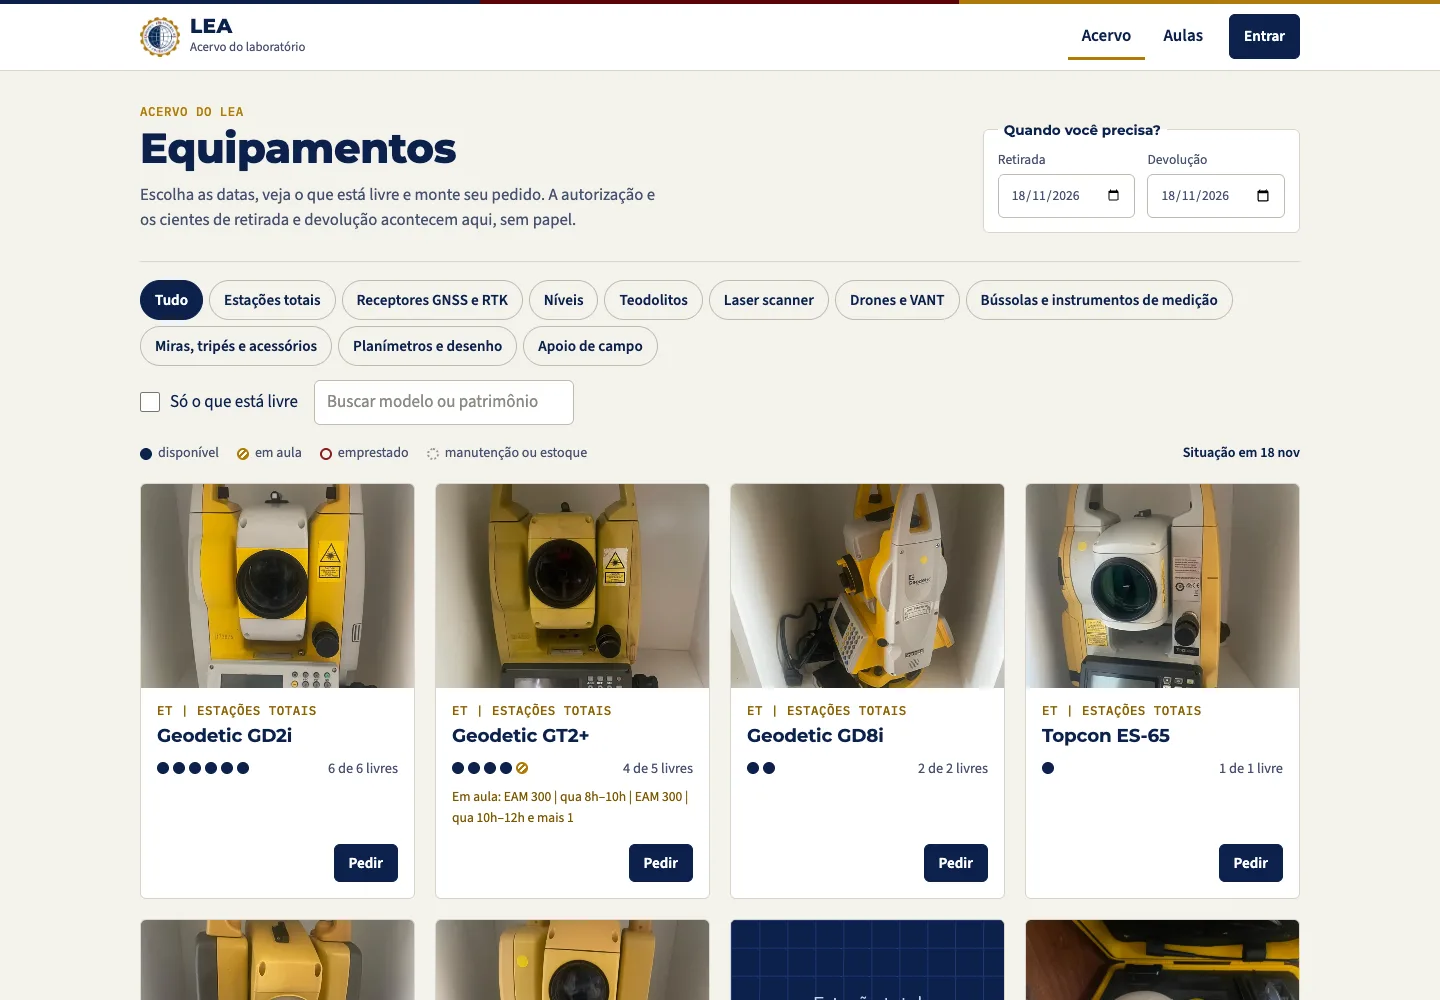 LEA
Acervo do laboratório
Acervo
Aulas
Entrar
ACERVO DO LEA
Equipamentos
Escolha as datas, veja o que está livre e monte seu pedido. A autorização e
os cientes de retirada e devolução acontecem aqui, sem papel.
Quando você precisa?
Retirada
Devolução
18/11/2026
18/11/2026
Tudo
Estações totais
Receptores GNSS e RTK
Níveis
Teodolitos
Laser scanner
Drones e VANT
Bússolas e instrumentos de medição
Miras, tripés e acessórios
Planímetros e desenho
Apoio de campo
Só o que está livre
Buscar modelo ou patrimônio
disponível
em aula
emprestado
manutenção ou estoque
Situação em 18 nov
ET | ESTAÇÕES TOTAIS
Geodetic GD2i
6 de 6 livres
Pedir
ET | ESTAÇÕES TOTAIS
Geodetic GT2+
4 de 5 livres
Em aula: EAM 300 | qua 8h–10h | EAM 300 |
qua 10h–12h e mais 1
Pedir
ET | ESTAÇÕES TOTAIS
Geodetic GD8i
2 de 2 livres
Pedir
ET | ESTAÇÕES TOTAIS
Topcon ES-65
1 de 1 livre
Pedir